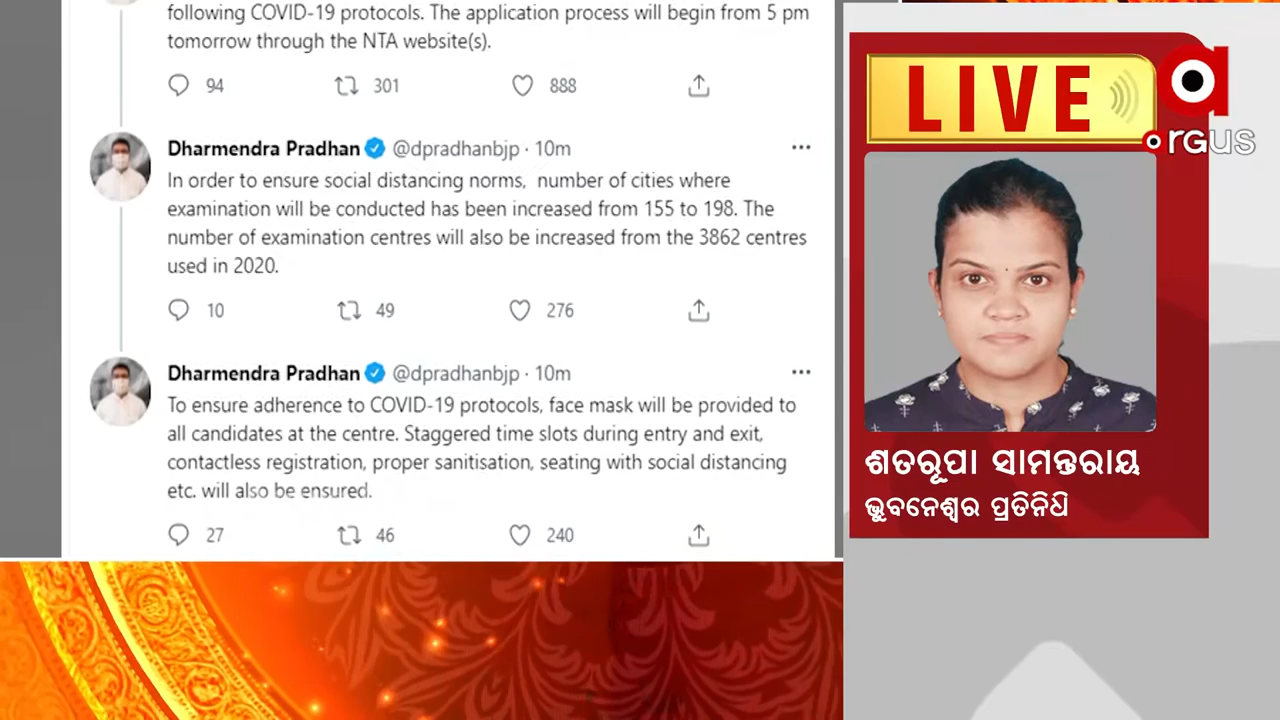 following COVID-19 protocols. The application process will begin from 5 pm
tomorrow through the NTA website(s).
94 301 888
Dharmendra Pradhan @dpradhanbjp · 10m
In order to ensure social distancing norms, number of cities where
examination will be conducted has been increased from 155 to 198. The
number of examination centres will also be increased from the 3862 centres
used in 2020.
10 49 276
Dharmendra Pradhan @dpradhanbjp · 10m
To ensure adherence to COVID-19 protocols, face mask will be provided to
all candidates at the centre. Staggered time slots during entry and exit,
contactless registration, proper sanitisation, seating with social distancing
etc. will also be ensured.
27 46 240
LIVE
argus
ଶତରୂପା ସାମନ୍ତରାୟ
ଭୁବନେଶ୍ୱର ପ୍ରତିନିଧି